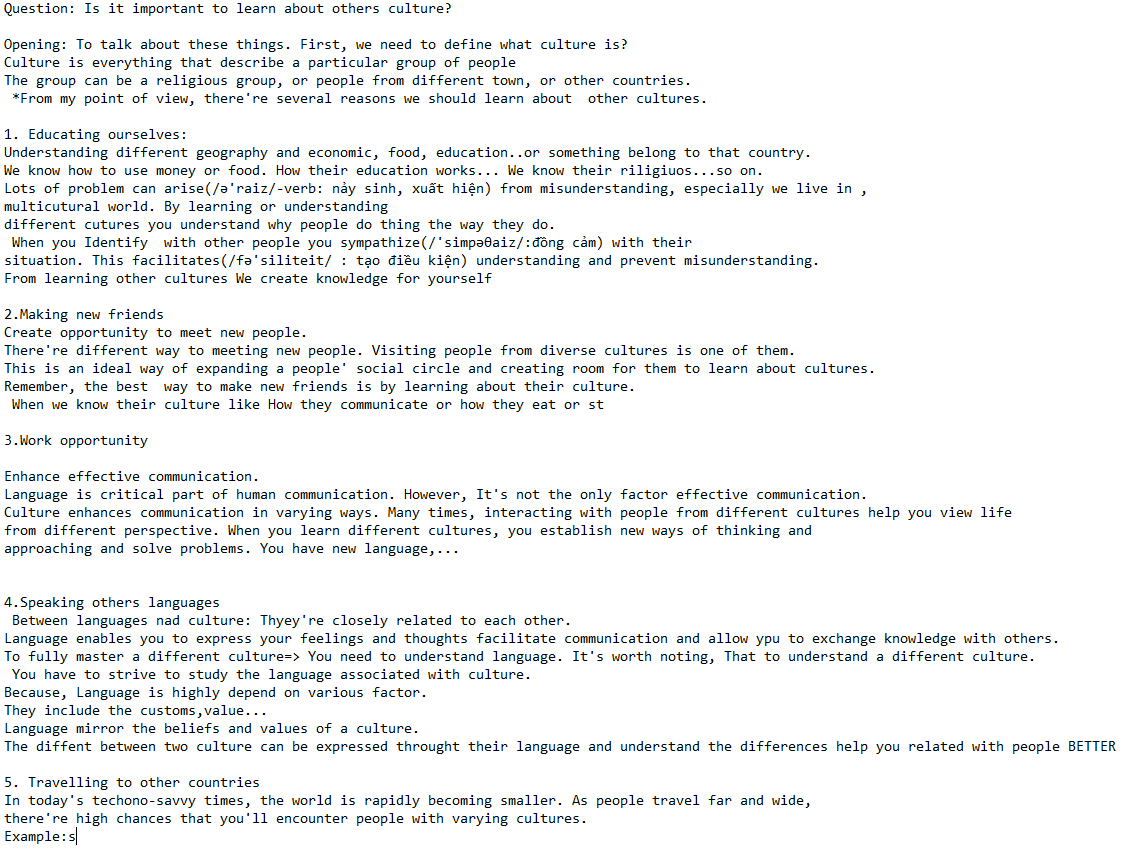 Question: Is it important to learn about others culture?
Opening: To talk about these things. First, we need to define what culture is?
Culture is everything that describe a particular group of people
The group can be a religious group, or people from different town, or other countries.
*From my point of view, there're several reasons we should learn about  other cultures.
1. Educating ourselves:
Understanding different geography and economic, food, education..or something belong to that country.
We know how to use money or food. How their education works... We know their riligiuos...so on.
Lots of problem can arise(/ə'raiz/-verb: nảy sinh, xuất hiện) from misunderstanding, especially we live in ,
multicutural world. By learning or understanding
different cutures you understand why people do thing the way they do.
When you Identify  with other people you sympathize(/'simpəθaiz/:đồng cảm) with their
situation. This facilitates(/fə'siliteit/ : tạo điều kiện) understanding and prevent misunderstanding.
From learning other cultures We create knowledge for yourself
2.Making new friends
Create opportunity to meet new people.
There're different way to meeting new people. Visiting people from diverse cultures is one of them.
This is an ideal way of expanding a people' social circle and creating room for them to learn about cultures.
Remember, the best  way to make new friends is by learning about their culture.
When we know their culture like How they communicate or how they eat or st
3.Work opportunity
Enhance effective communication.
Language is critical part of human communication. However, It's not the only factor effective communication.
Culture enhances communication in varying ways. Many times, interacting with people from different cultures help you view life
from different perspective. When you learn different cultures, you establish new ways of thinking and
approaching and solve problems. You have new language,...
4.Speaking others languages
Between languages nad culture: Thyey're closely related to each other.
Language enables you to express your feelings and thoughts facilitate communication and allow ypu to exchange knowledge with others.
To fully master a different culture=> You need to understand language. It's worth noting, That to understand a different culture.
You have to strive to study the language associated with culture.
Because, Language is highly depend on various factor.
They include the customs,value...
Language mirror the beliefs and values of a culture.
The diffent between two culture can be expressed throught their language and understand the differences help you related with people BETTER
5. Travelling to other countries
In today's techono-savvy times, the world is rapidly becoming smaller. As people travel far and wide,
there're high chances that you'll encounter people with varying cultures.
Example:s